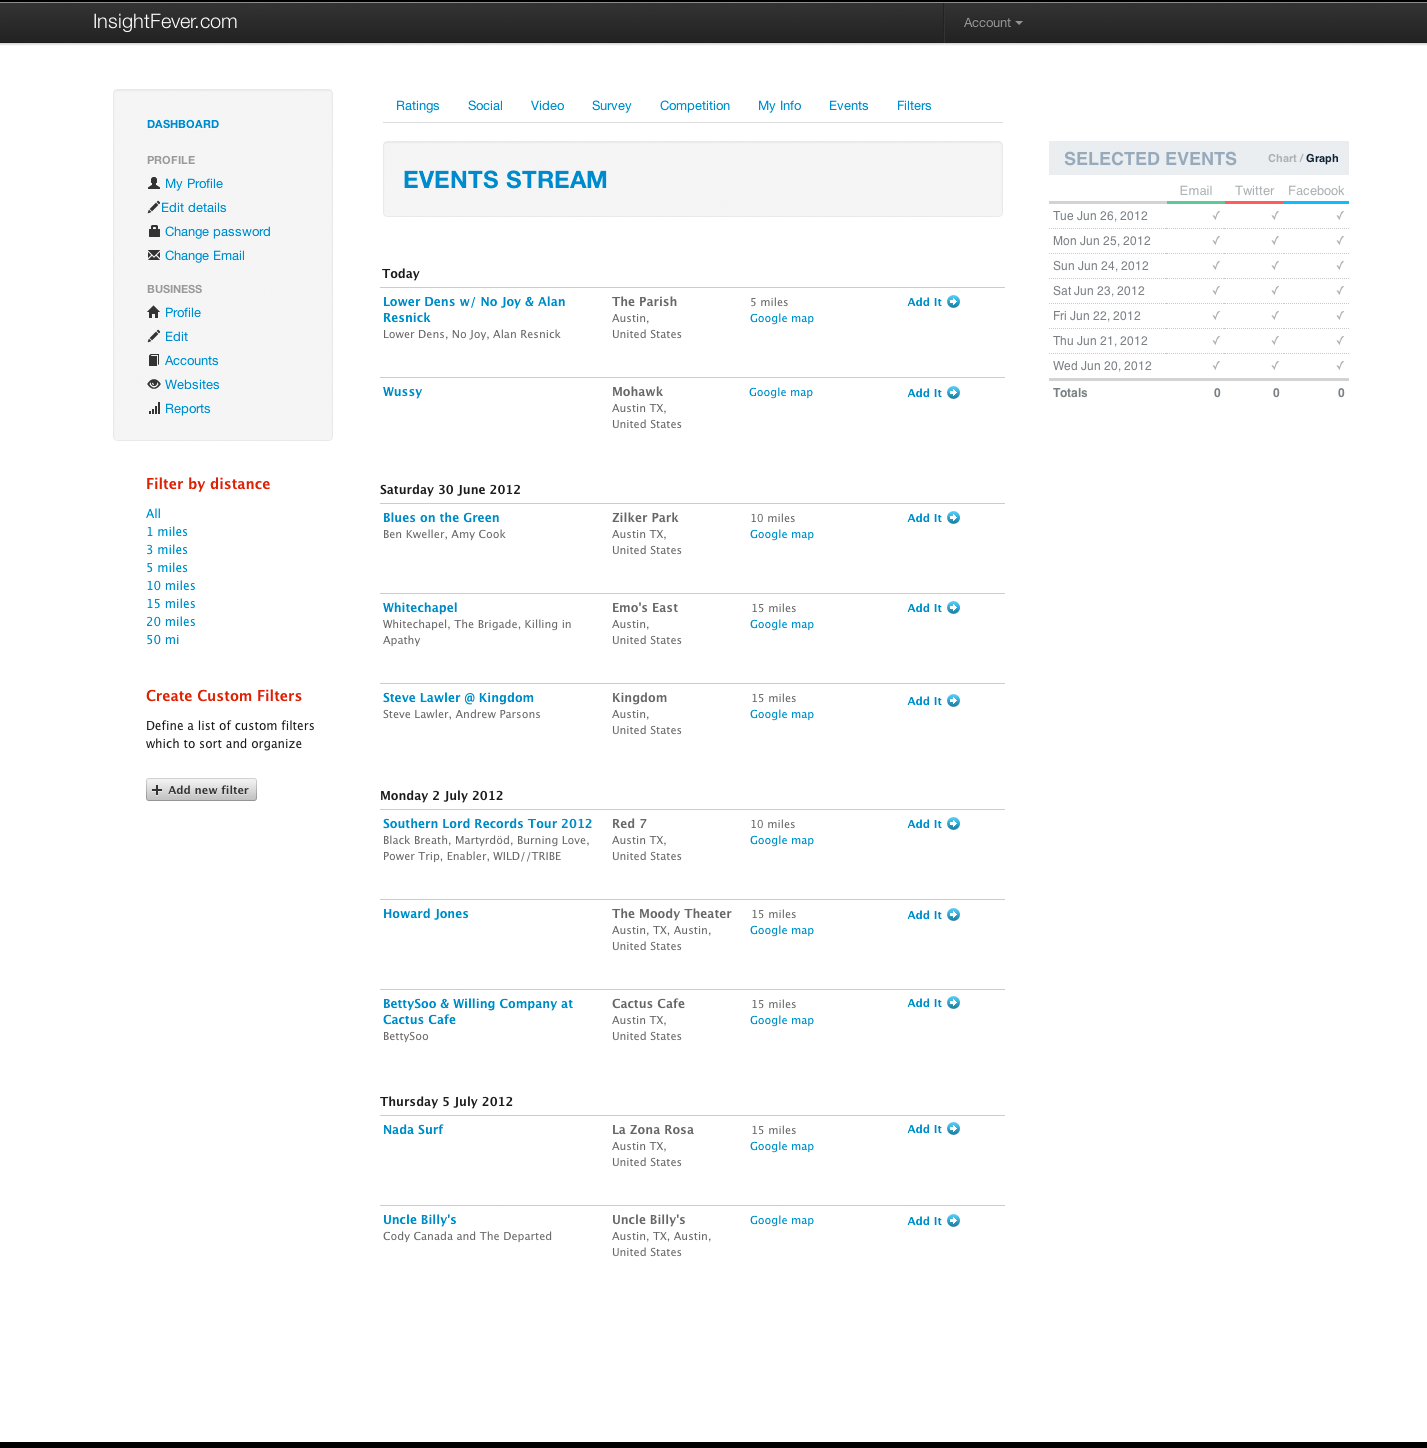 InsightFever.com
Account
DASHBOARD
PROFILE
My Profile
Edit details
Change password
Change Email
BUSINESS
Profile
Edit
Accounts
Websites
Reports
Filter by distance
All
1 miles
3 miles
5 miles
10 miles
15 miles
20 miles
50 mi
Create Custom Filters
Define a list of custom filters
which to sort and organize
+ Add new filter
Ratings Social Video Survey Competition My Info Events Filters
EVENTS STREAM
Today
Lower Dens w/ No Joy & Alan The Parish 5 miles Add It
Resnick Austin, Google map
Lower Dens, No Joy, Alan Resnick United States
Wussy Mohawk Google map Add It
Austin TX,
United States
Saturday 30 June 2012
Blues on the Green Zilker Park 10 miles Add It
Ben Kweller, Amy Cook Austin TX, Google map
United States
Whitechapel Emo's East 15 miles Add It
Whitechapel, The Brigade, Killing in Austin, Google map
Apathy United States
Steve Lawler @ Kingdom Kingdom 15 miles Add It
Steve Lawler, Andrew Parsons Austin, Google map
United States
Monday 2 July 2012
Southern Lord Records Tour 2012 Red 7 10 miles Add It
Black Breath, Martyrdöd, Burning Love, Austin TX, Google map
Power Trip, Enabler, WILD//TRIBE United States
Howard Jones The Moody Theater 15 miles Add It
Austin, TX, Austin, Google map
United States
BettySoo & Willing Company at Cactus Cafe 15 miles Add It
Cactus Cafe Austin TX, Google map
BettySoo United States
Thursday 5 July 2012
Nada Surf La Zona Rosa 15 miles Add It
Austin TX, Google map
United States
Uncle Billy's Uncle Billy's Google map Add It
Cody Canada and The Departed Austin, TX, Austin,
United States
SELECTED EVENTS Chart / Graph
Email Twitter Facebook
Tue Jun 26, 2012 ✓ ✓ ✓
Mon Jun 25, 2012 ✓ ✓ ✓
Sun Jun 24, 2012 ✓ ✓ ✓
Sat Jun 23, 2012 ✓ ✓ ✓
Fri Jun 22, 2012 ✓ ✓ ✓
Thu Jun 21, 2012 ✓ ✓ ✓
Wed Jun 20, 2012 ✓ ✓ ✓
Totals 0 0 0